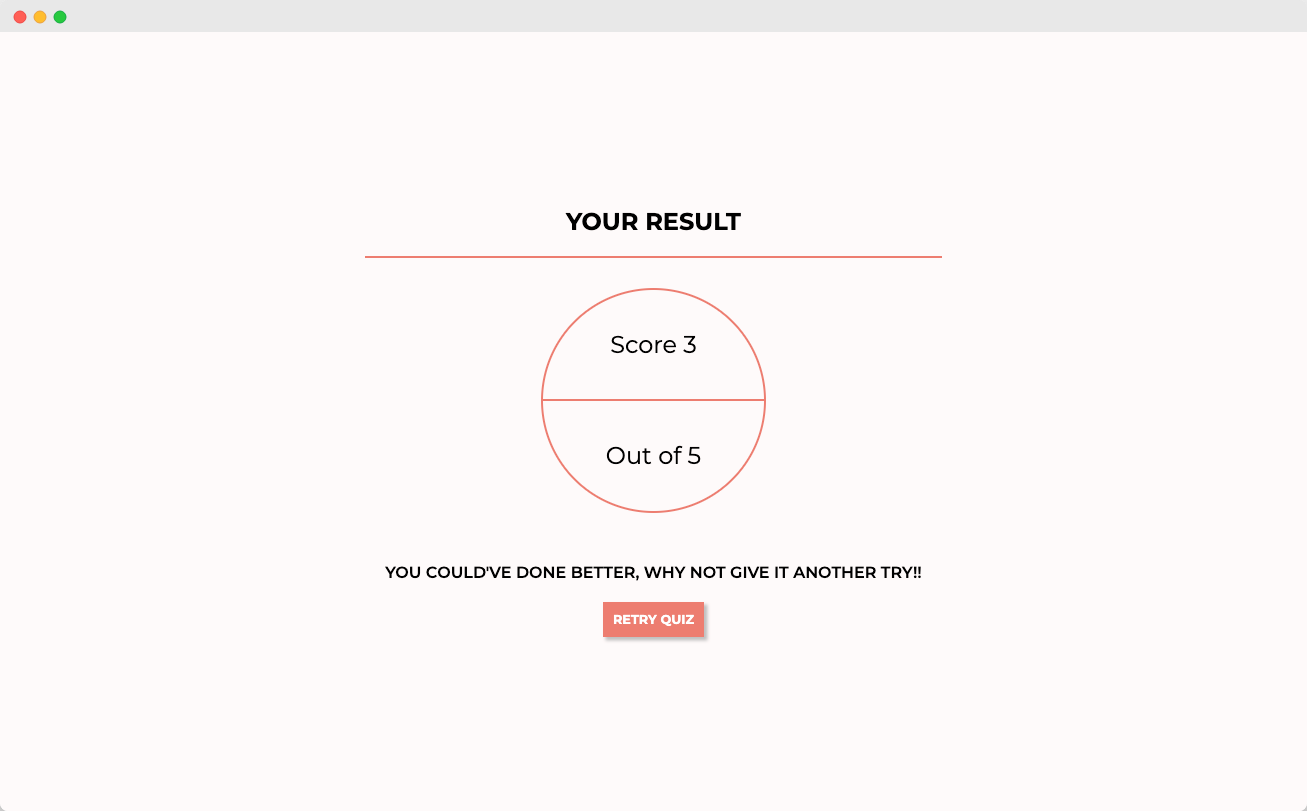 YOUR RESULT
Score 3
Out of 5
YOU COULD'VE DONE BETTER, WHY NOT GIVE IT ANOTHER TRY!!
RETRY QUIZ